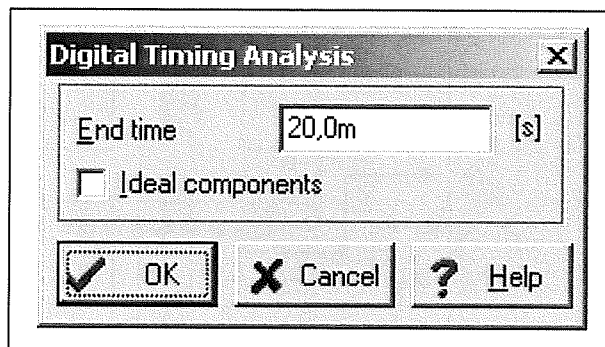 Digital Timing Analysis
End time 20,0m [s]
Ideal components
OK Cancel ? Help